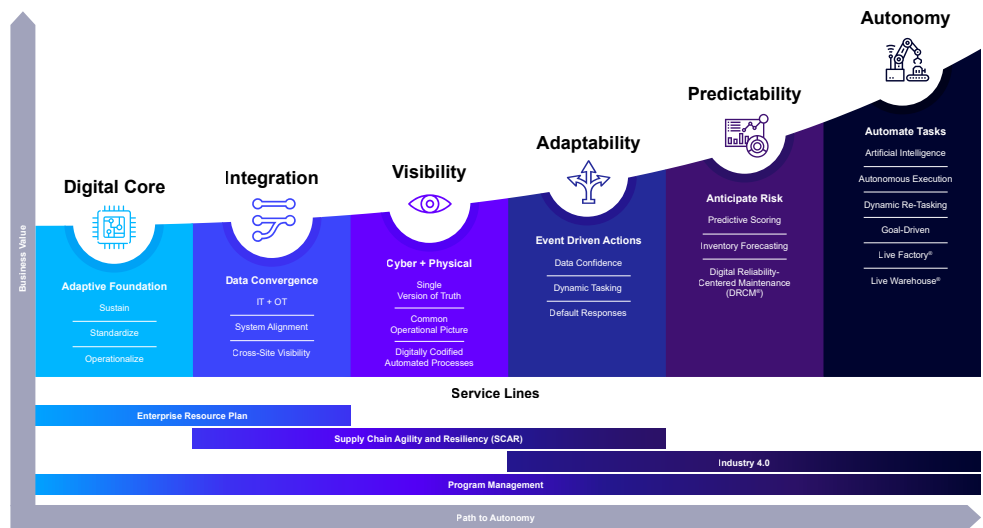 Business Value
Digital Core
Adaptive Foundation
Sustain
Standardize
Operationalize
Integration
Data Convergence
IT + OT
System Alignment
Cross-Site Visibility
Visibility
Cyber + Physical
Single
Version of Truth
Common
Operational Picture
Digitally Codified
Automated Processes
Adaptability
Event Driven Actions
Data Confidence
Dynamic Tasking
Default Responses
Predictability
Anticipate Risk
Predictive Scoring
Inventory Forecasting
Digital Reliability-
Centered Maintenance
(DRCM®)
Autonomy
Automate Tasks
Artificial Intelligence
Autonomous Execution
Dynamic Re-Tasking
Goal-Driven
Live Factory®
Live Warehouse®
Service Lines
Enterprise Resource Plan
Supply Chain Agility and Resiliency (SCAR)
Industry 4.0
Program Management
Path to Autonomy